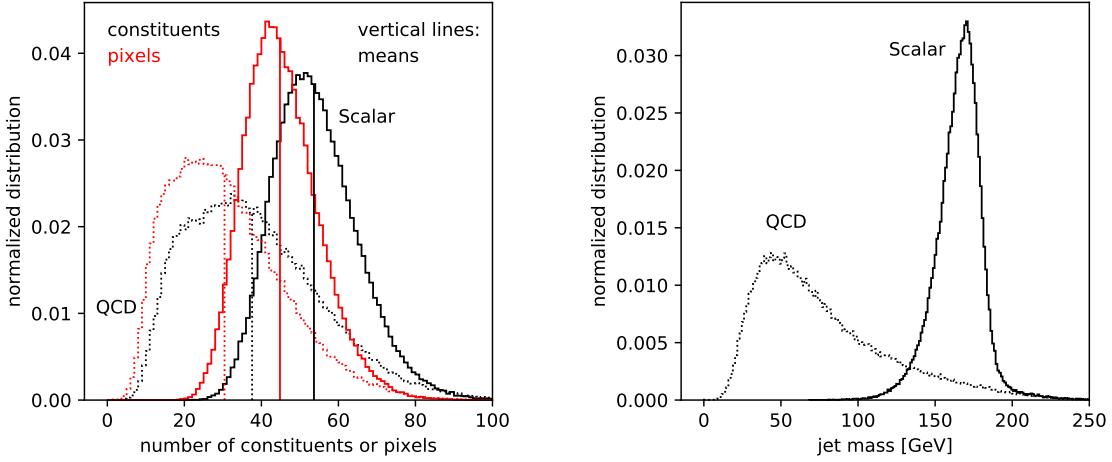 constituents
pixels
vertical lines:
means
Scalar
QCD
0.04
0.03
0.02
0.01
0.00
0
20
40
60
80
100
normalized distribution
number of constituents or pixels
Scalar
QCD
0.030
0.025
0.020
0.015
0.010
0.005
0.000
0
50
100
150
200
250
normalized distribution
jet mass [GeV]